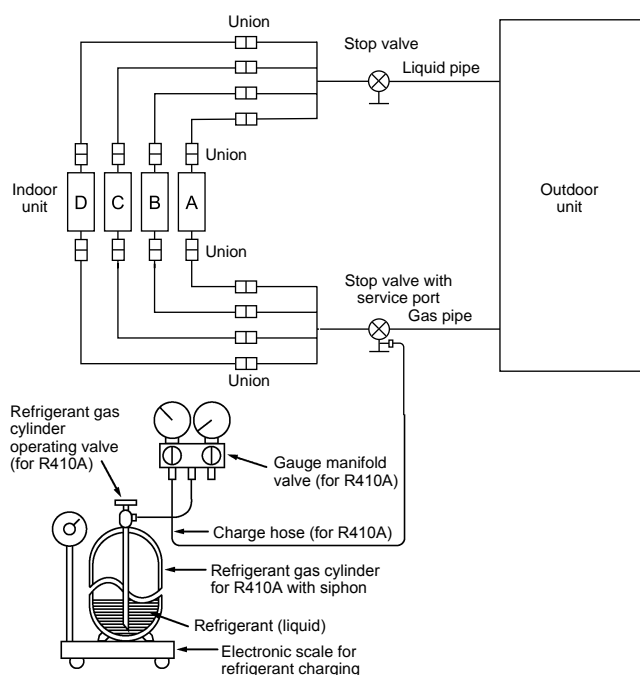 Union
Stop valve
Liquid pipe
Union
Indoor
unit
D
C
B
A
Outdoor
unit
Union
Stop valve with
service port
Gas pipe
Union
Refrigerant gas
cylinder
operating valve
(for R410A)
Gauge manifold
valve (for R410A)
Charge hose (for R410A)
Refrigerant gas cylinder
for R410A with siphon
Refrigerant (liquid)
Electronic scale for
refrigerant charging